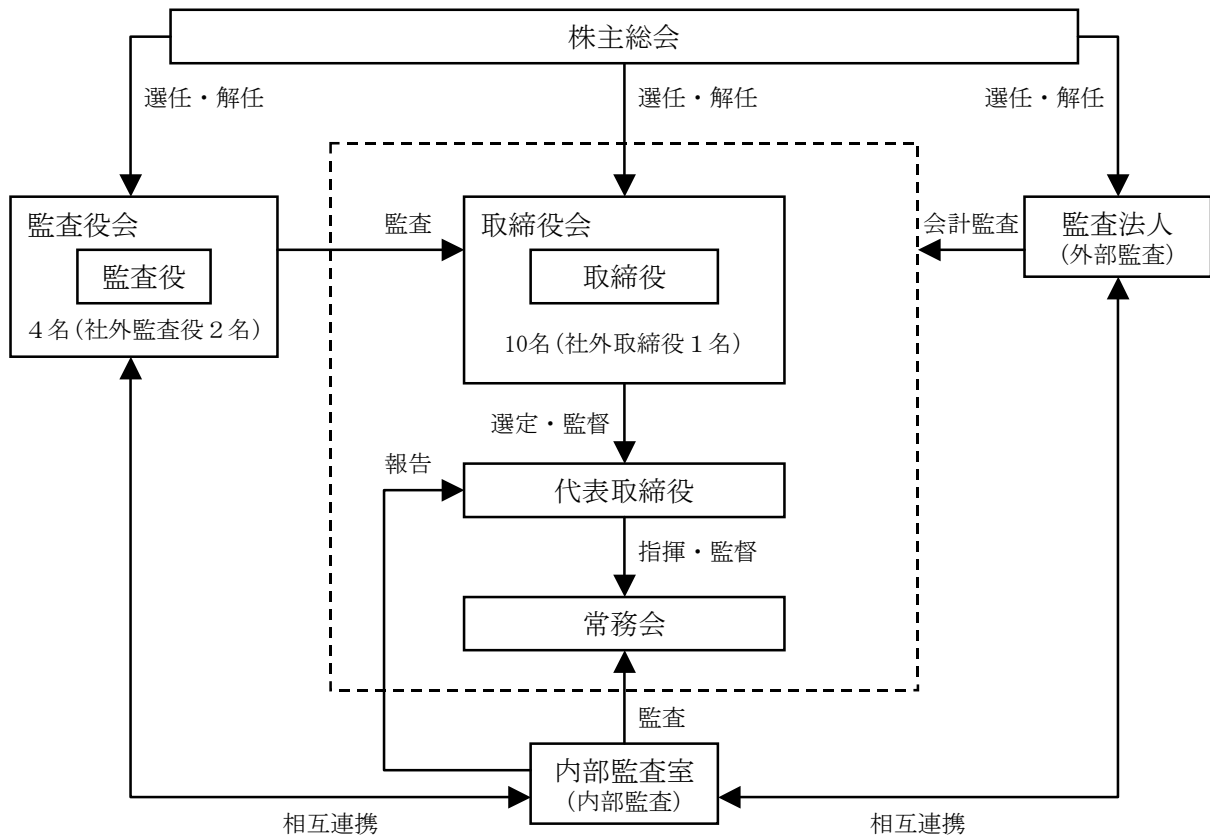 株主総会
選任・解任
選任・解任
選任・解任
監査役会
監査役
４名(社外監査役２名)
監査
取締役会
取締役
10名(社外取締役１名)
会計監査
監査法人
(外部監査)
選定・監督
報告
代表取締役
指揮・監督
常務会
監査
内部監査室
(内部監査)
相互連携
相互連携